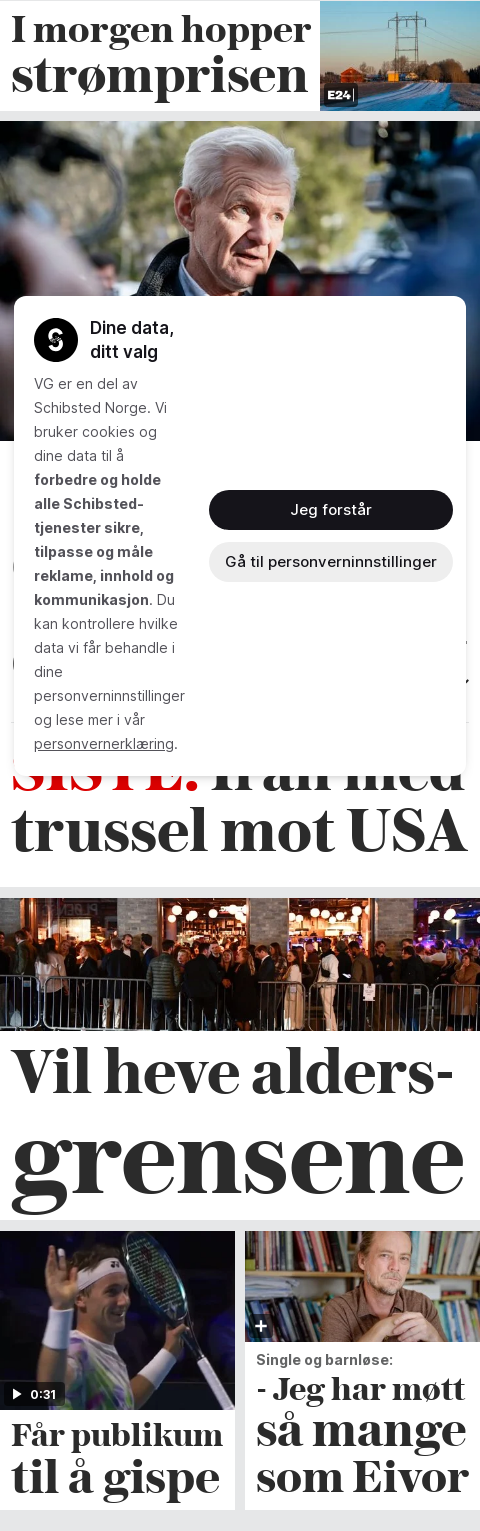 I morgen hopper
strømprisen
E24
Dine data,
ditt valg
VG er en del av
Schibsted Norge. Vi
bruker cookies og
dine data til å
forbedre og holde
alle Schibsted-
tjenester sikre,
tilpasse og måle
reklame, innhold og
kommunikasjon. Du
kan kontrollere hvilke
data vi får behandle i
dine
personverninnstillinger
og lese mer i vår
personvernerklæring.
Jeg forstår
Gå til personverninnstillinger
SISTE: Iran med
trussel mot USA
Vil heve alders-
grensene
0:31
Får publikum
til å gispe
Single og barnløse:
- Jeg har møtt
så mange
som Eivor